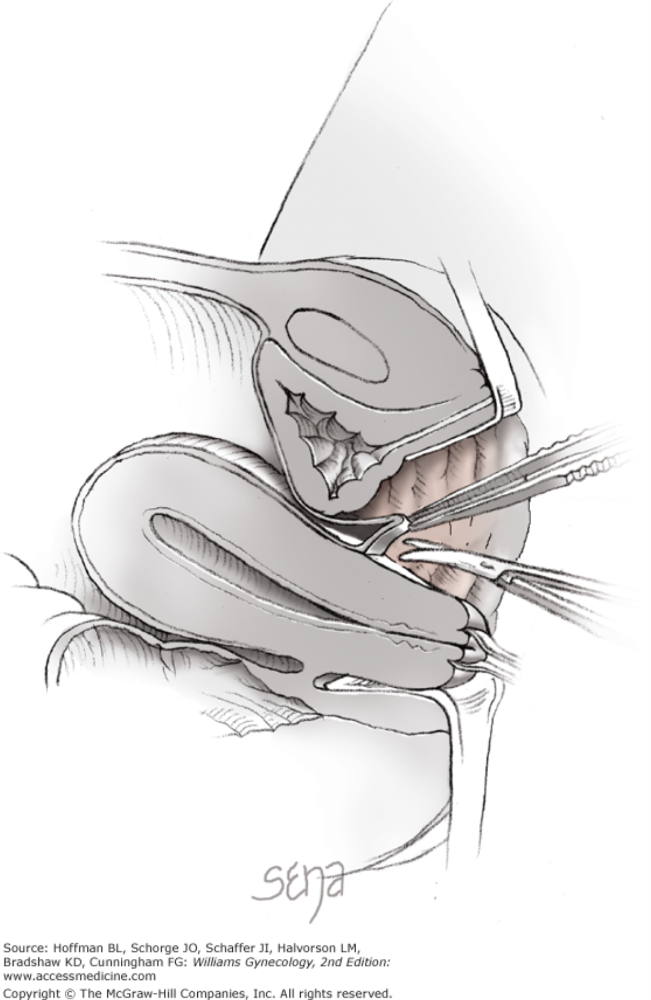 sena
Source: Hoffman BL, Schorge JO, Schaffer JI, Halvorson LM,
Bradshaw KD, Cunningham FG: Williams Gynecology, 2nd Edition:
www.accessmedicine.com
Copyright © The McGraw-Hill Companies, Inc. All rights reserved.